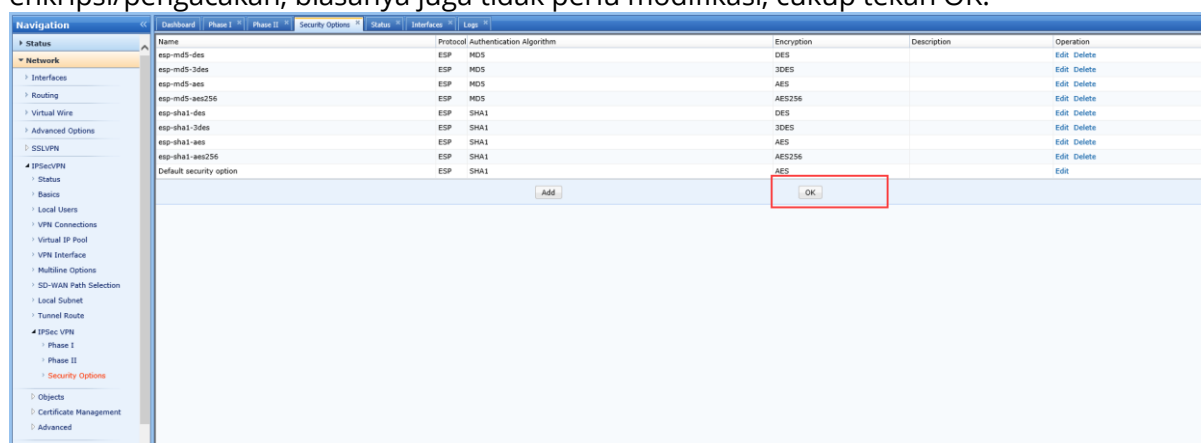 enkripsi/pengacakan, biasanya juga tidak perlu modifikasi, cukup tekan OK.
Navigation «
Dashboard Phase I × Phase II × Security Options × Status × Interfaces × Logs ×
Status
Network
Interfaces
Routing
Virtual Wire
Advanced Options
SSLVPN
IPSecVPN
Status
Basics
Local Users
VPN Connections
Virtual IP Pool
VPN Interface
Multiline Options
SD-WAN Path Selection
Local Subnet
Tunnel Route
IPSec VPN
Phase I
Phase II
Security Options
Objects
Certificate Management
Advanced
Name Protocol Authentication Algorithm Encryption Description Operation
esp-md5-des ESP MD5 DES Edit Delete
esp-md5-3des ESP MD5 3DES Edit Delete
esp-md5-aes ESP MD5 AES Edit Delete
esp-md5-aes256 ESP MD5 AES256 Edit Delete
esp-sha1-des ESP SHA1 DES Edit Delete
esp-sha1-3des ESP SHA1 3DES Edit Delete
esp-sha1-aes ESP SHA1 AES Edit Delete
esp-sha1-aes256 ESP SHA1 AES256 Edit Delete
Default security option ESP SHA1 AES Edit
Add OK